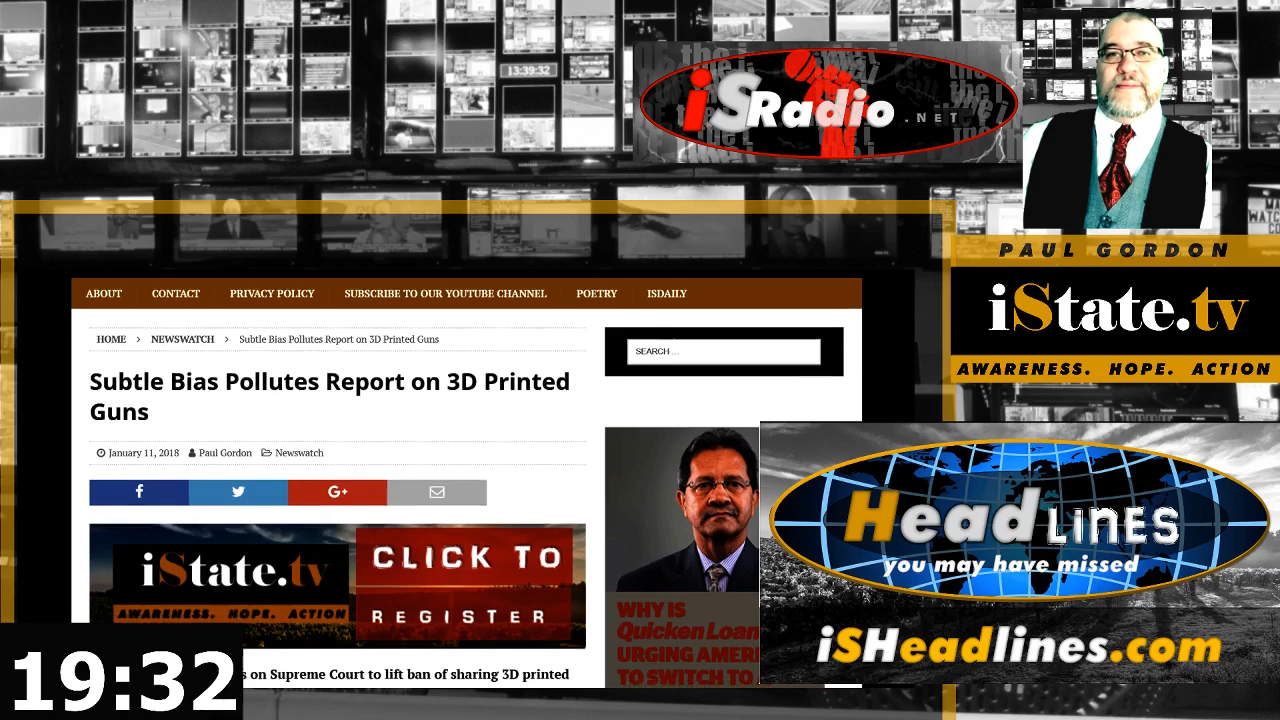 13:39:32
iSRadio.NET
PAUL GORDON
iState.tv
AWARENESS. HOPE. ACTION
ABOUT CONTACT PRIVACY POLICY SUBSCRIBE TO OUR YOUTUBE CHANNEL POETRY ISDAILY
HOME > NEWSWATCH > Subtle Bias Pollutes Report on 3D Printed Guns
SEARCH ...
Subtle Bias Pollutes Report on 3D Printed
Guns
January 11, 2018 Paul Gordon Newswatch
f G+
iState.tv
AWARENESS. HOPE. ACTION
CLICK TO
REGISTER
on Supreme Court to lift ban of sharing 3D printed
WHY IS
Quicken Loan
URGING AMERI
TO SWITCH TO
HeadLINES
you may have missed
iSHeadlines.com
19:32